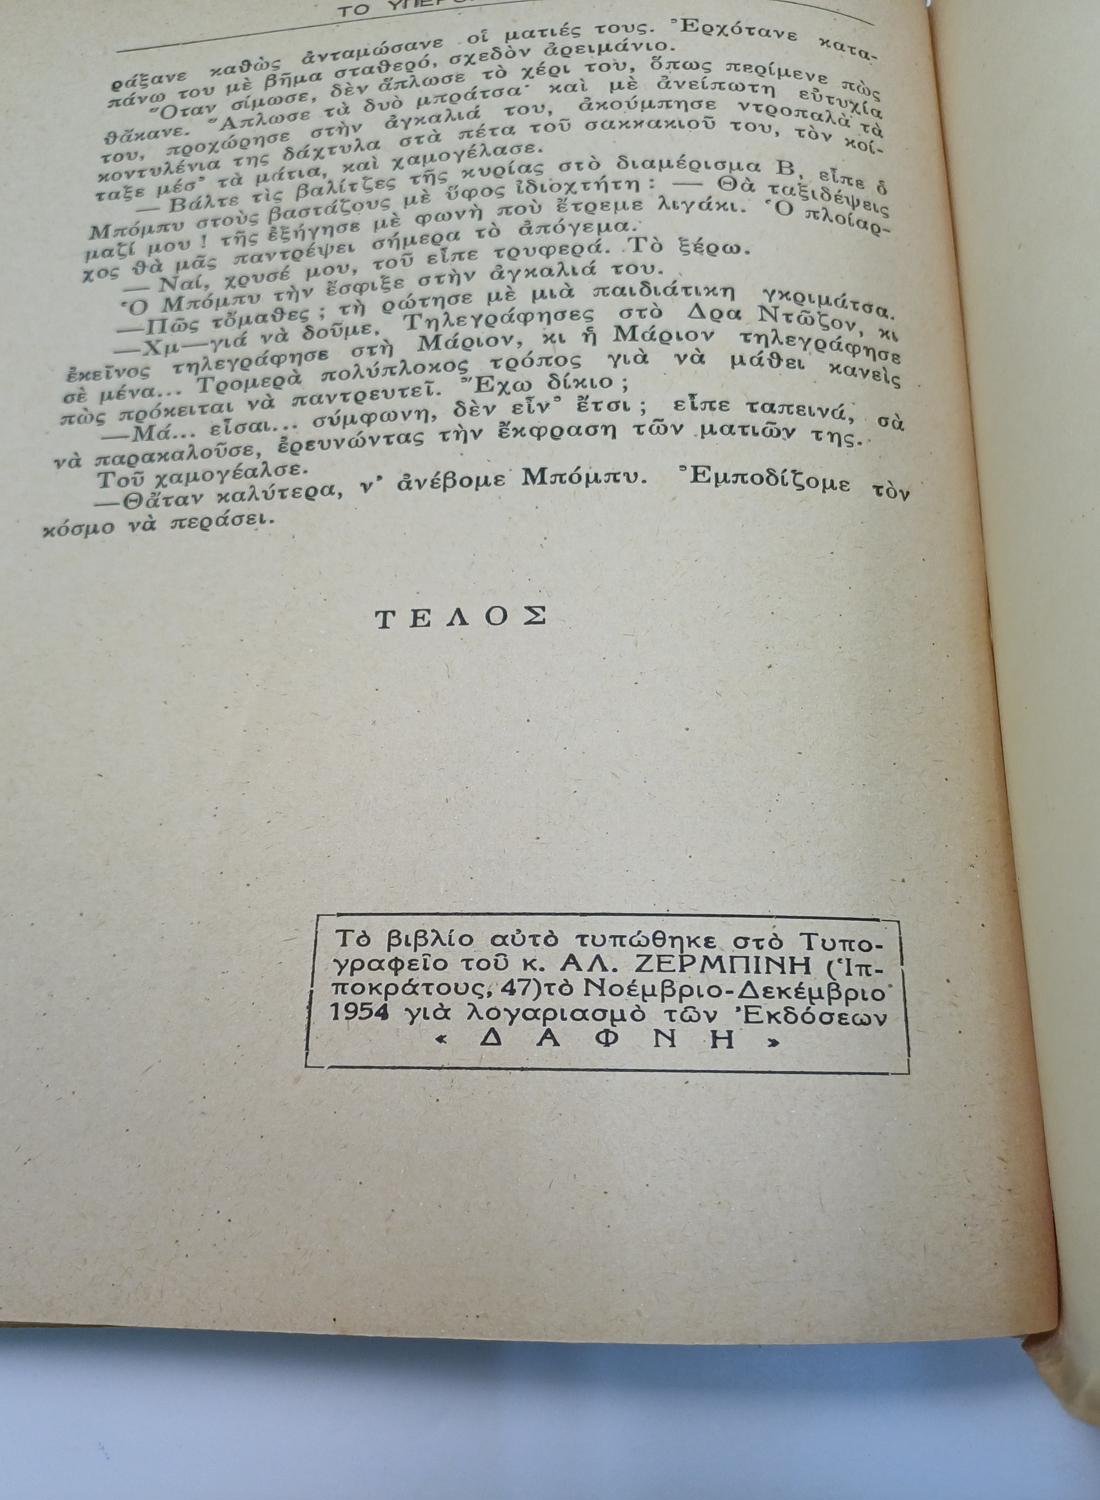 ΤΟ ΥΠΕΡΟ
ράξανε καθὼς ἀνταμώσανε οἱ ματιές τους. Ἐρχότανε κατα-
πάνω του μὲ βῆμα σταθερό, σχεδὸν ἀρειμάνιο.
Ὅταν σίμωσε, δὲν ἅπλωσε τὸ χέρι του, ὅπως περίμενε πὼς
θἄκανε. Ἅπλωσε τὰ δυὸ μπράτσα· καὶ μὲ ἀνείπωτη εὐτυχία
του, προχώρησε στὴν ἀγκαλιά του, ἀκούμπησε ντροπαλὰ τὰ
κοντυλένια της δάχτυλα στὰ πέτα τοῦ σακκακιοῦ του, τὸν κοί-
ταξε μέσ’ τὰ μάτια, καὶ χαμογέλασε.
— Βάλτε τὶς βαλίτζες τῆς κυρίας στὸ διαμέρισμα Β, εἶπε ὁ
Μπόμπυ στοὺς βαστάζους μὲ ὕφος ἰδιοχτήτη : — Θὰ ταξιδέψεις
μαζί μου ! τῆς ἐξήγησε μὲ φωνὴ ποὺ ἔτρεμε λιγάκι. Ὁ πλοίαρ-
χος θὰ μᾶς παντρέψει σήμερα τὸ ἀπόγεμα.
— Ναί, χρυσέ μου, τοῦ εἶπε τρυφερά. Τὸ ξέρω.
Ὁ Μπόμπυ τὴν ἔσφιξε στὴν ἀγκαλιά του.
—Πῶς τὄμαθες ; τὴ ρώτησε μὲ μιὰ παιδιάτικη γκριμάτσα.
—Χμ—γιά νὰ δοῦμε. Τηλεγράφησες στὸ Δρα Ντῶζον, κι
ἐκεῖνος τηλεγράφησε στὴ Μάριον, κι ἡ Μάριον τηλεγράφησε
σὲ μένα... Τρομερὰ πολύπλοκος τρόπος γιὰ νὰ μάθει κανεὶς
πὼς πρόκειται νὰ παντρευτεῖ. Ἔχω δίκιο ;
—Μά... εἶσαι... σύμφωνη, δὲν εἶν’ ἔτσι ; εἶπε ταπεινά, σὰ
νὰ παρακαλοῦσε, ἐρευνώντας τὴν ἔκφραση τῶν ματιῶν της.
Τοῦ χαμογέαλσε.
—Θἄταν καλύτερα, ν’ ἀνέβομε Μπόμπυ. Ἐμποδίζομε τὸν
κόσμο νὰ περάσει.
ΤΕΛΟΣ
Τὸ βιβλίο αὐτὸ τυπώθηκε στὸ Τυπο-
γραφεῖο τοῦ κ. ΑΛ. ΖΕΡΜΠΙΝΗ (Ἱπ-
ποκράτους, 47)τὸ Νοέμβριο-Δεκέμβριο
1954 γιὰ λογαριασμὸ τῶν Ἐκδόσεων
« Δ Α Φ Ν Η »